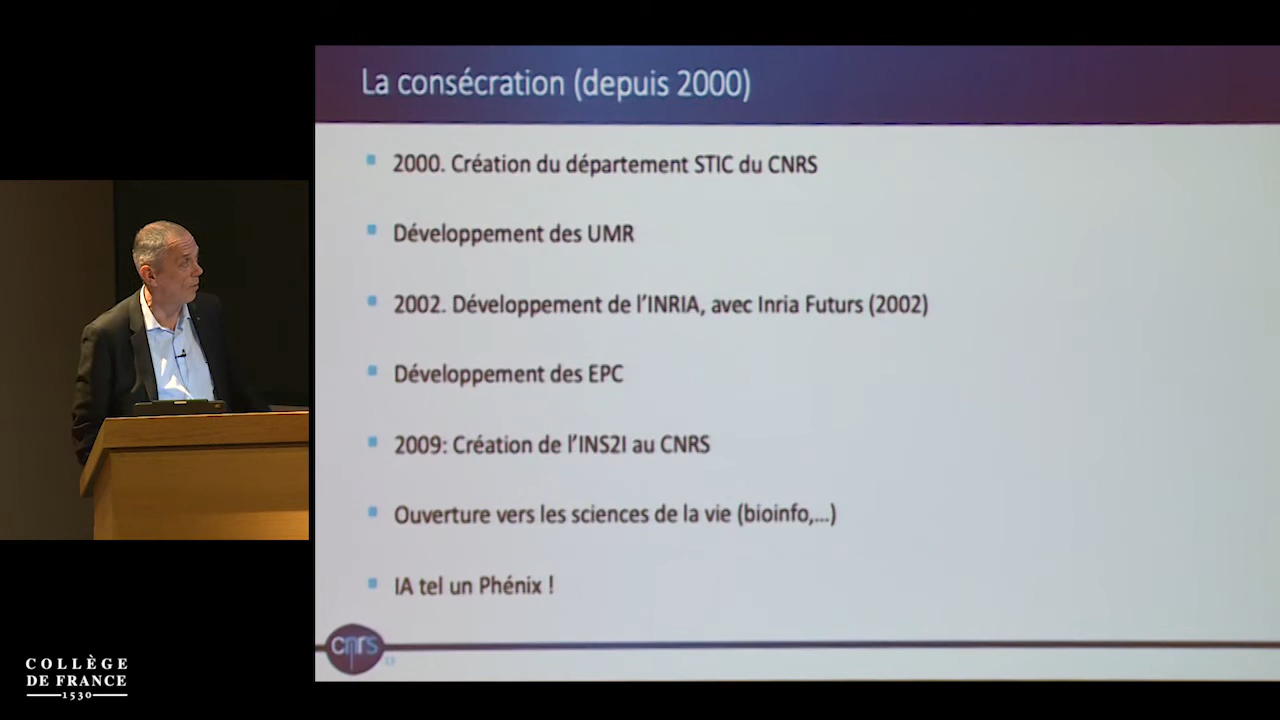 La consécration (depuis 2000)
2000. Création du département STIC du CNRS
Développement des UMR
2002. Développement de l'INRIA, avec Inria Futurs (2002)
Développement des EPC
2009: Création de l'INS2I au CNRS
Ouverture vers les sciences de la vie (bioinfo,...)
IA tel un Phénix !
cnrs
COLLÈGE
DE FRANCE
1530